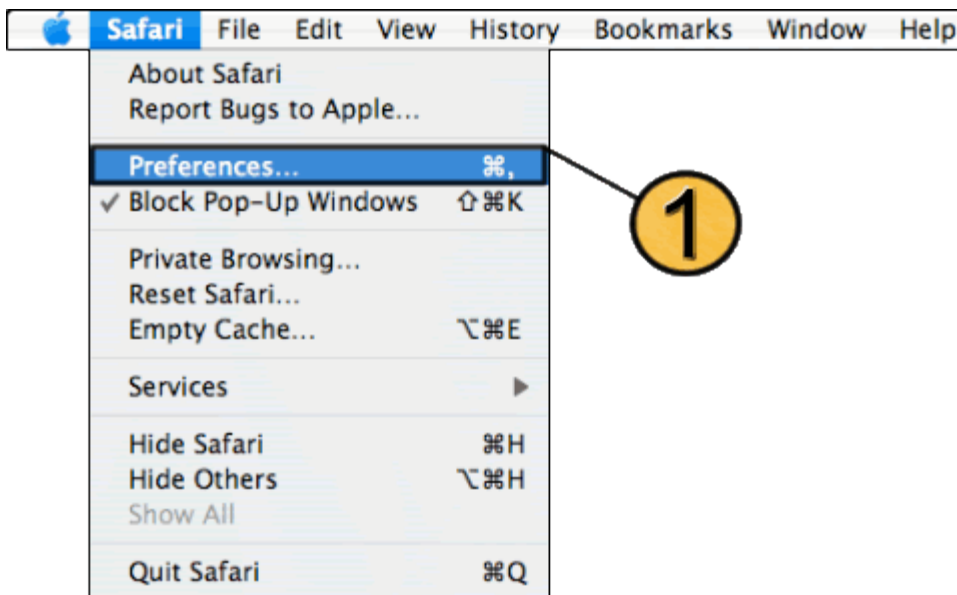 Safari File Edit View History Bookmarks Window Help
About Safari
Report Bugs to Apple...
Preferences... ⌘,
✓ Block Pop-Up Windows ⇧⌘K
1
Private Browsing...
Reset Safari...
Empty Cache... ⌥⌘E
Services ▶
Hide Safari ⌘H
Hide Others ⌥⌘H
Show All
Quit Safari ⌘Q